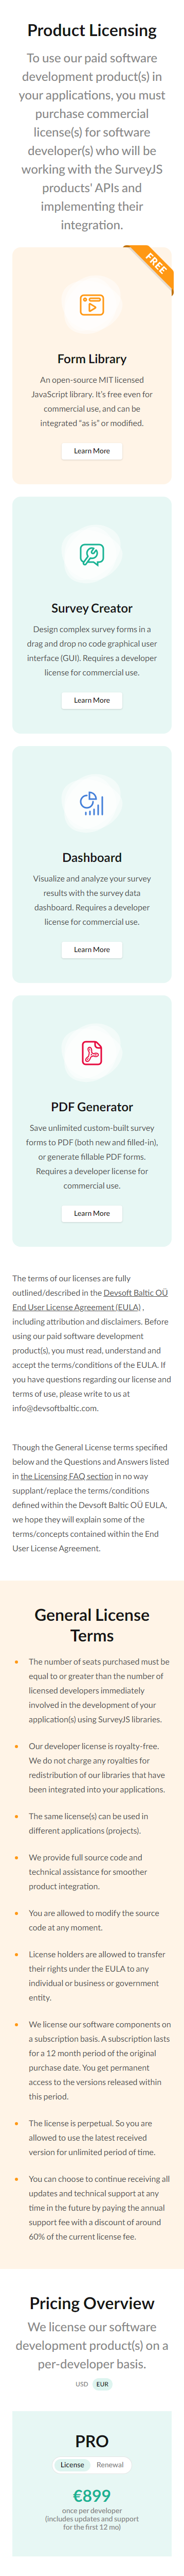 Product Licensing
To use our paid software
development product(s) in
your applications, you must
purchase commercial
license(s) for software
developer(s) who will be
working with the SurveyJS
products' APIs and
implementing their
integration.
FREE
Form Library
An open-source MIT licensed
JavaScript library. It's free even for
commercial use, and can be
integrated "as is" or modified.
Learn More
Survey Creator
Design complex survey forms in a
drag and drop no code graphical user
interface (GUI). Requires a developer
license for commercial use.
Learn More
Dashboard
Visualize and analyze your survey
results with the survey data
dashboard. Requires a developer
license for commercial use.
Learn More
PDF Generator
Save unlimited custom-built survey
forms to PDF (both new and filled-in),
or generate fillable PDF forms.
Requires a developer license for
commercial use.
Learn More
The terms of our licenses are fully
outlined/described in the Devsoft Baltic OÜ
End User License Agreement (EULA) ,
including attribution and disclaimers. Before
using our paid software development
product(s), you must read, understand and
accept the terms/conditions of the EULA. If
you have questions regarding our license and
terms of use, please write to us at
info@devsoftbaltic.com.
Though the General License terms specified
below and the Questions and Answers listed
in the Licensing FAQ section in no way
supplant/replace the terms/conditions
defined within the Devsoft Baltic OÜ EULA,
we hope they will explain some of the
terms/concepts contained within the End
User License Agreement.
General License
Terms
• The number of seats purchased must be
equal to or greater than the number of
licensed developers immediately
involved in the development of your
application(s) using SurveyJS libraries.
• Our developer license is royalty-free.
We do not charge any royalties for
redistribution of our libraries that have
been integrated into your applications.
• The same license(s) can be used in
different applications (projects).
• We provide full source code and
technical assistance for smoother
product integration.
• You are allowed to modify the source
code at any moment.
• License holders are allowed to transfer
their rights under the EULA to any
individual or business or government
entity.
• We license our software components on
a subscription basis. A subscription lasts
for a 12 month period of the original
purchase date. You get permanent
access to the versions released within
this period.
• The license is perpetual. So you are
allowed to use the latest received
version for unlimited period of time.
• You can choose to continue receiving all
updates and technical support at any
time in the future by paying the annual
support fee with a discount of around
60% of the current license fee.
Pricing Overview
We license our software
development product(s) on a
per-developer basis.
USD EUR
PRO
License Renewal
€899
once per developer
(includes updates and support
for the first 12 mo)